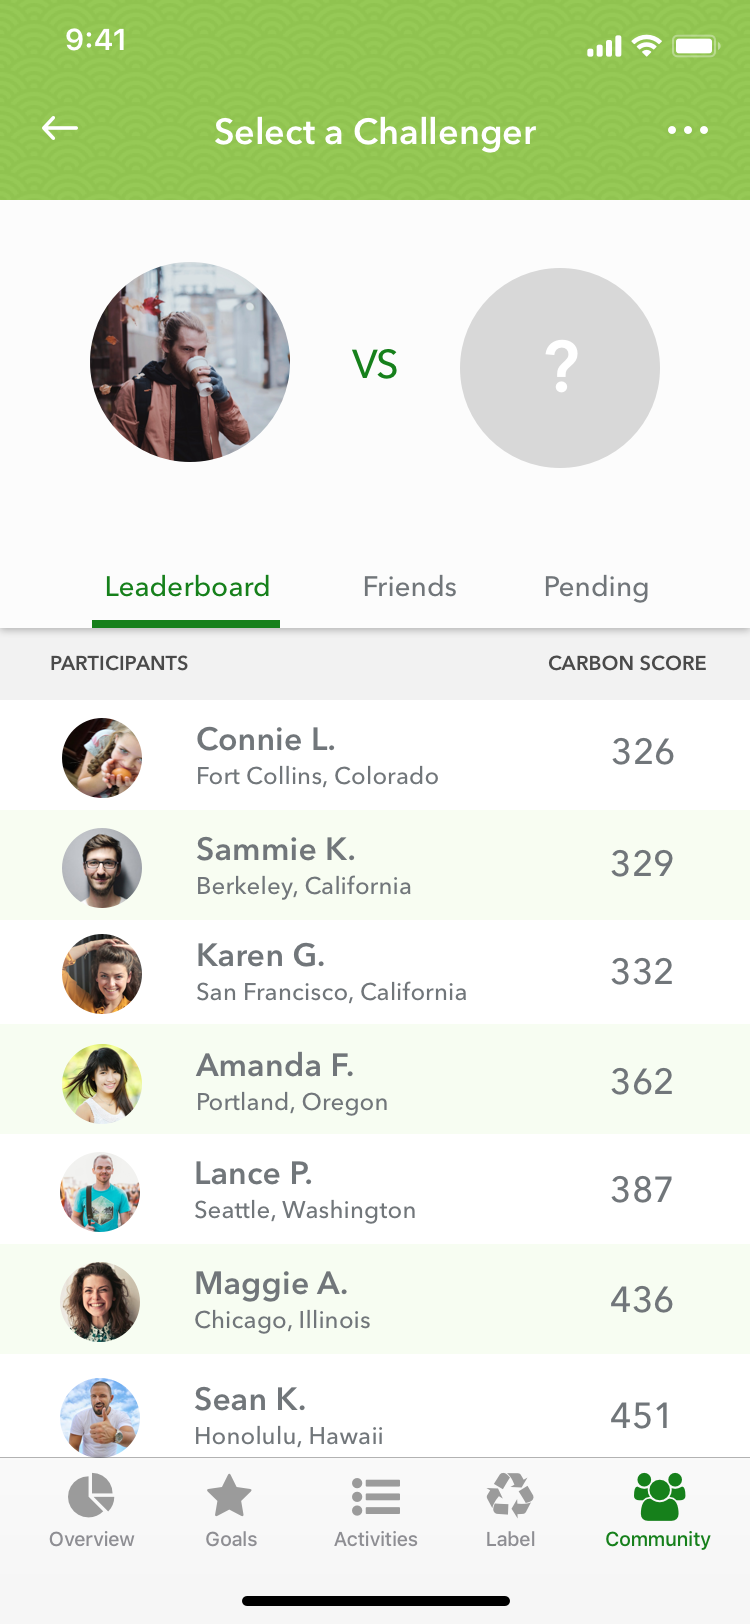 9:41
Select a Challenger
VS
?
Leaderboard Friends Pending
PARTICIPANTS CARBON SCORE
Connie L.
Fort Collins, Colorado
326
Sammie K.
Berkeley, California
329
Karen G.
San Francisco, California
332
Amanda F.
Portland, Oregon
362
Lance P.
Seattle, Washington
387
Maggie A.
Chicago, Illinois
436
Sean K.
Honolulu, Hawaii
451
Overview Goals Activities Label Community